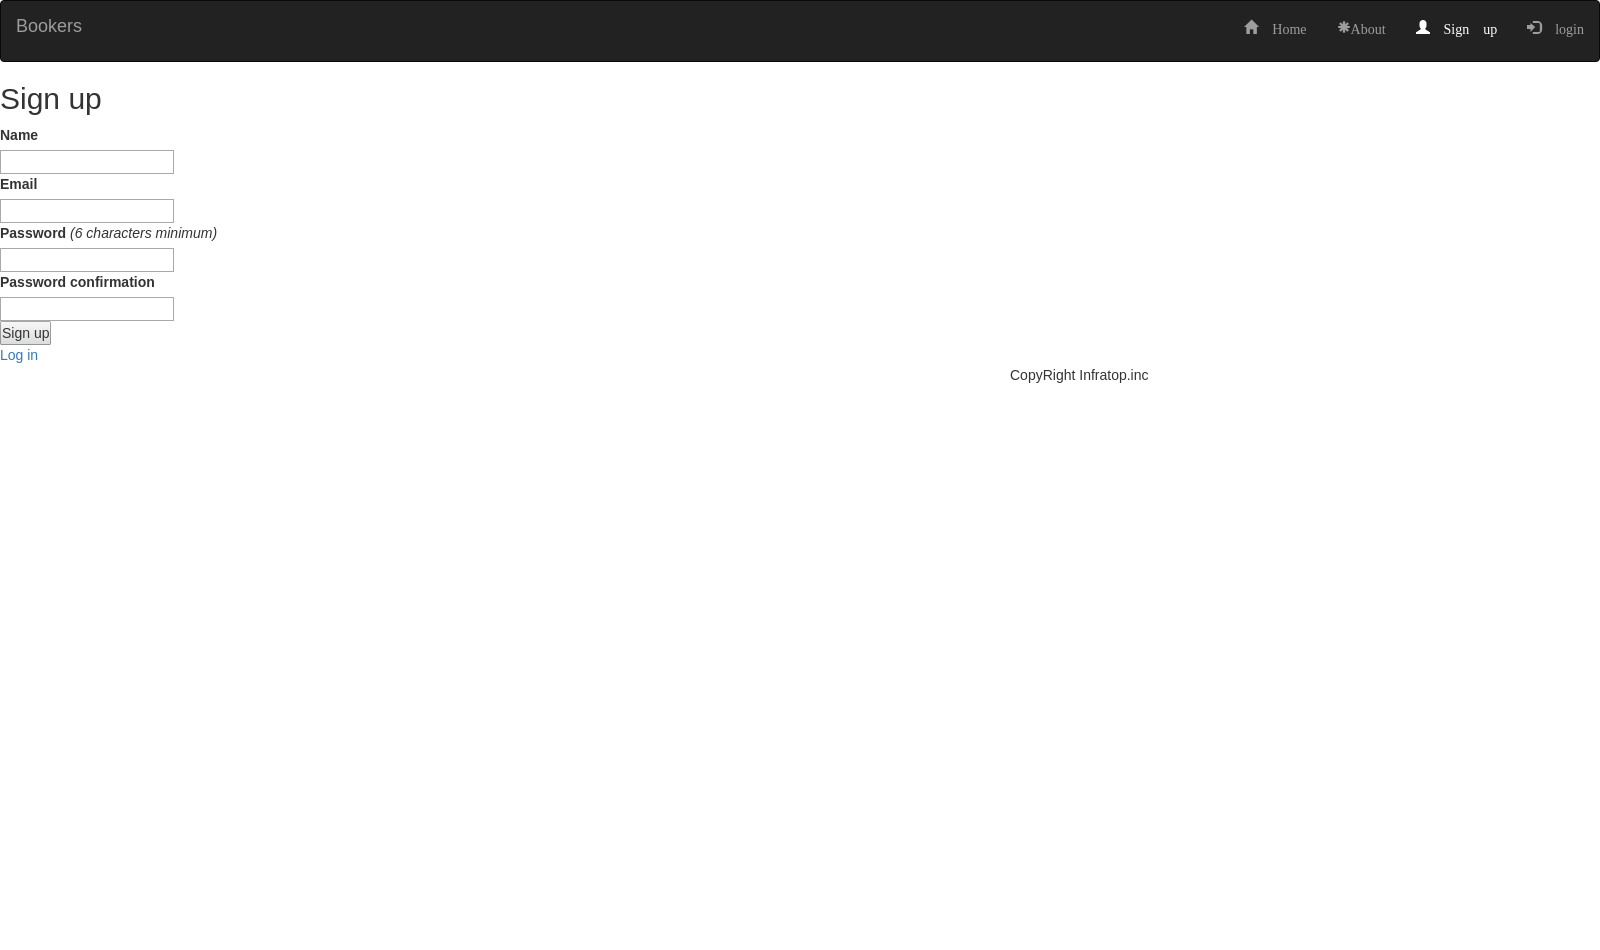 Bookers
Home About Sign up login
Sign up
Name
Email
Password (6 characters minimum)
Password confirmation
Sign up
Log in
CopyRight Infratop.inc